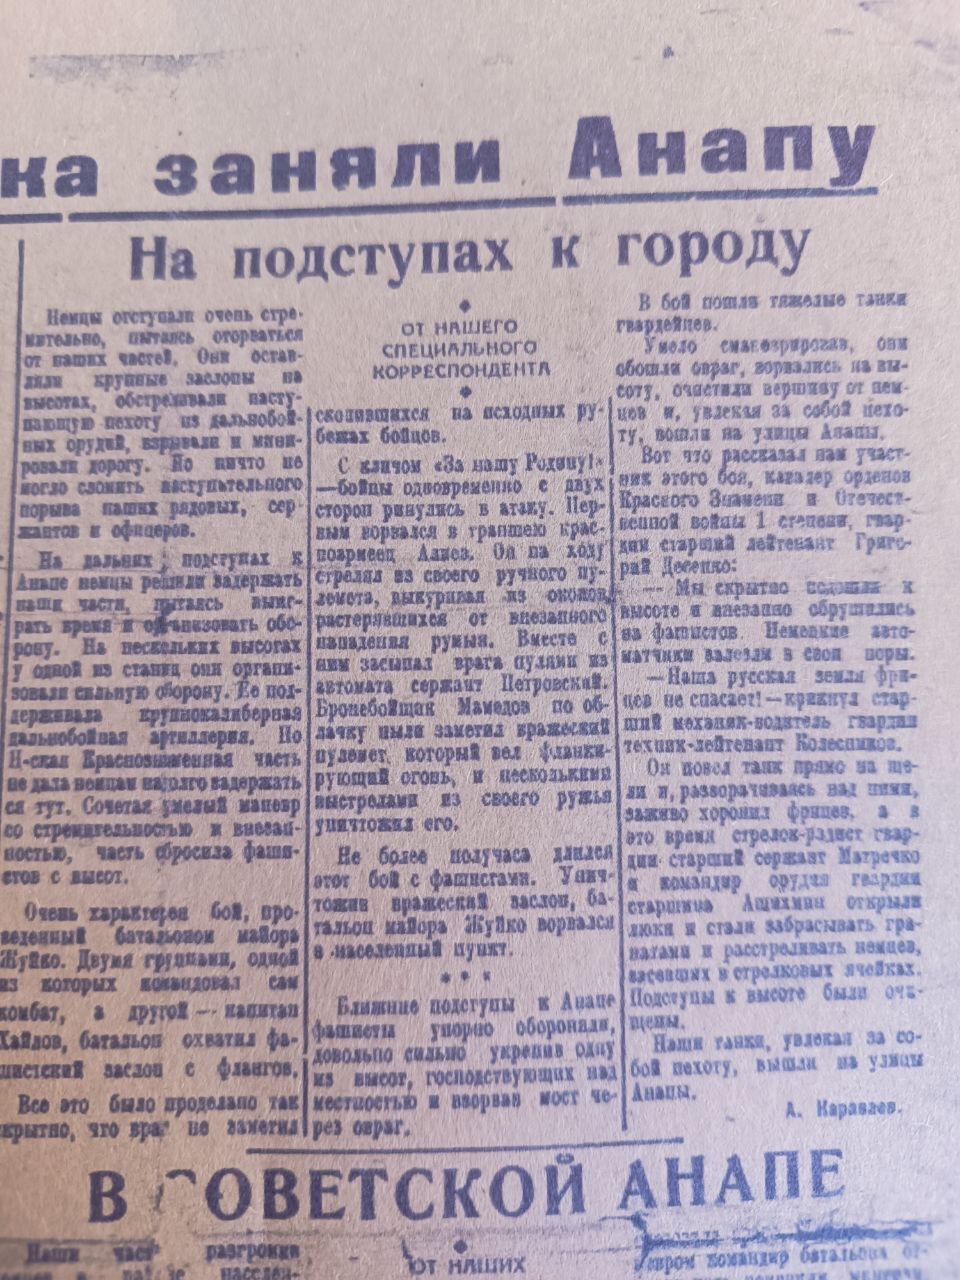 ка заняли Анапу
На подступах к городу
Немцы отступали очень стре-
мительно, пытаясь оторваться
от наших частей. Они остав-
ляли крупные заслоны на
высотах, обстреливали насту-
пающую пехоту из дальнобой-
ных орудий, взрывали и мини-
ровали дорогу. Но ничто не
могло сломить наступательного
порыва наших рядовых, сер-
жантов и офицеров.
На дальних подступах к
Анапе немцы решили задержать
наши части, пытаясь выиг-
рать время и организовать обо-
рону. На нескольких высотах
у одной из станиц они органи-
зовали сильную оборону. Ее под-
держивала крупнокалиберная
дальнобойная артиллерия. Но
Н-ская Краснознаменная часть
не дала немцам надолго задержать
ся тут. Сочетая умелый маневр
со стремительностью и внезап-
ностью, часть сбросила фаши-
стов с высот.
Очень характерен бой, про-
веденный батальоном майора
Жуйко. Двумя группами, одной
из которых командовал сам
комбат, а другой — капитан
Хайлов, батальон охватил фа-
шистский заслон с флангов.
Все это было проделано так
скрытно, что враг не заметил
ОТ НАШЕГО
СПЕЦИАЛЬНОГО
КОРРЕСПОНДЕНТА
скопившихся на исходных ру-
бежах бойцов.
С кличом «За нашу Родину!»
—бойцы одновременно с двух
сторон ринулись в атаку. Пер-
вым ворвался в траншею крас-
ноармеец Алиев. Он на ходу
стрелял из своего ручного пу-
лемета, выкуривая из окопов
растерявшихся от внезапного
нападения румын. Вместе с
ним засыпал врага пулями из
автомата сержант Петровский.
Бронебойщик Мамедов по об-
лачку пыли заметил вражеский
пулемет, который вел фланки-
рующий огонь, и несколькими
выстрелами из своего ружья
уничтожил его.
Не более получаса длился
этот бой с фашистами. Унич-
тожив вражеский заслон, ба-
тальон майора Жуйко ворвался
в населенный пункт.
* * *
Ближние подступы к Анапе
фашисты упорно обороняли,
довольно сильно укрепив одну
из высот, господствующих над
местностью и взорвав мост че-
рез овраг.
В бой пошли тяжелые танки
гвардейцев.
Умело сманеврировав, они
обошли овраг, ворвались на вы-
соту, очистили вершину от нем-
цев и, увлекая за собой пехо-
ту, вошли на улицы Анапы.
Вот что рассказал нам участ-
ник этого боя, кавалер орденов
Красного Знамени и Отечест-
венной войны 1 степени, гвар-
дии старший лейтенант Григо-
рий Десенко:
— Мы скрытно подошли к
высоте и внезапно обрушились
на фашистов. Немецкие авто-
матчики залезли в свои норы.
—Наша русская земля фри-
цев не спасает!—крикнул стар-
ший механик-водитель гвардии
техник-лейтенант Колесников.
Он повел танк прямо на ще-
ли и, разворачиваясь над ними,
заживо хоронил фрицев, а в
это время стрелок-радист гвар-
дии старший сержант Матречко
и командир орудия гвардии
старшина Ащихмин открыли
люки и стали забрасывать гра-
натами и расстреливать немцев,
засевших в стрелковых ячейках.
Подступы к высоте были очи-
щены.
Наши танки, увлекая за со-
бой пехоту, вышли на улицы
Анапы.
А. Караваев.
В СОВЕТСКОЙ АНАПЕ
Наши части разгромив
населен-
ОТ НАШИХ
командир батальона